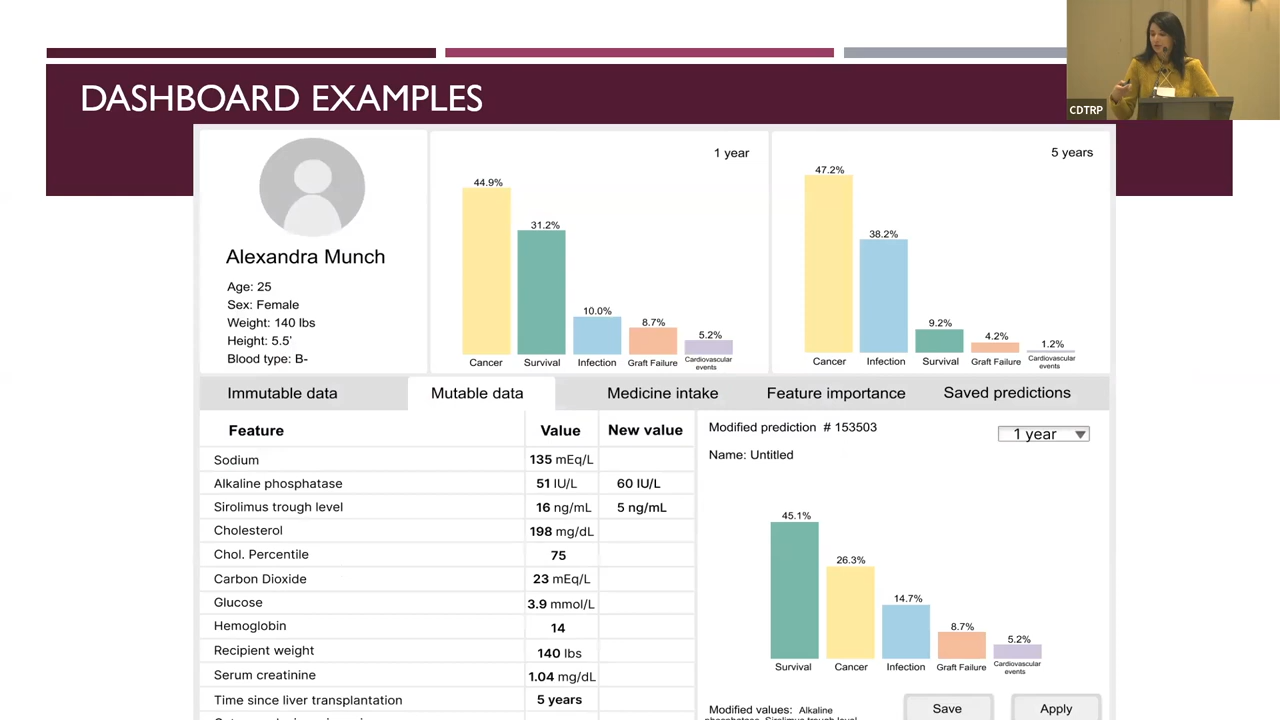 DASHBOARD EXAMPLES
CDTRP
Alexandra Munch
Age: 25
Sex: Female
Weight: 140 lbs
Height: 5.5'
Blood type: B-
1 year
44.9%
31.2%
10.0%
8.7%
5.2%
Cancer
Survival
Infection
Graft Failure
Cardiovascular
events
5 years
47.2%
38.2%
9.2%
4.2%
1.2%
Cancer
Infection
Survival
Graft Failure
Cardiovascular
events
Immutable data Mutable data Medicine intake Feature importance Saved predictions
Feature Value New value
Sodium 135 mEq/L
Alkaline phosphatase 51 IU/L 60 IU/L
Sirolimus trough level 16 ng/mL 5 ng/mL
Cholesterol 198 mg/dL
Chol. Percentile 75
Carbon Dioxide 23 mEq/L
Glucose 3.9 mmol/L
Hemoglobin 14
Recipient weight 140 lbs
Serum creatinine 1.04 mg/dL
Time since liver transplantation 5 years
Modified prediction # 153503
1 year
Name: Untitled
45.1%
26.3%
14.7%
8.7%
5.2%
Survival
Cancer
Infection
Graft Failure
Cardiovascular
events
Modified values: Alkaline
phosphatase, Sirolimus trough level
Save
Apply